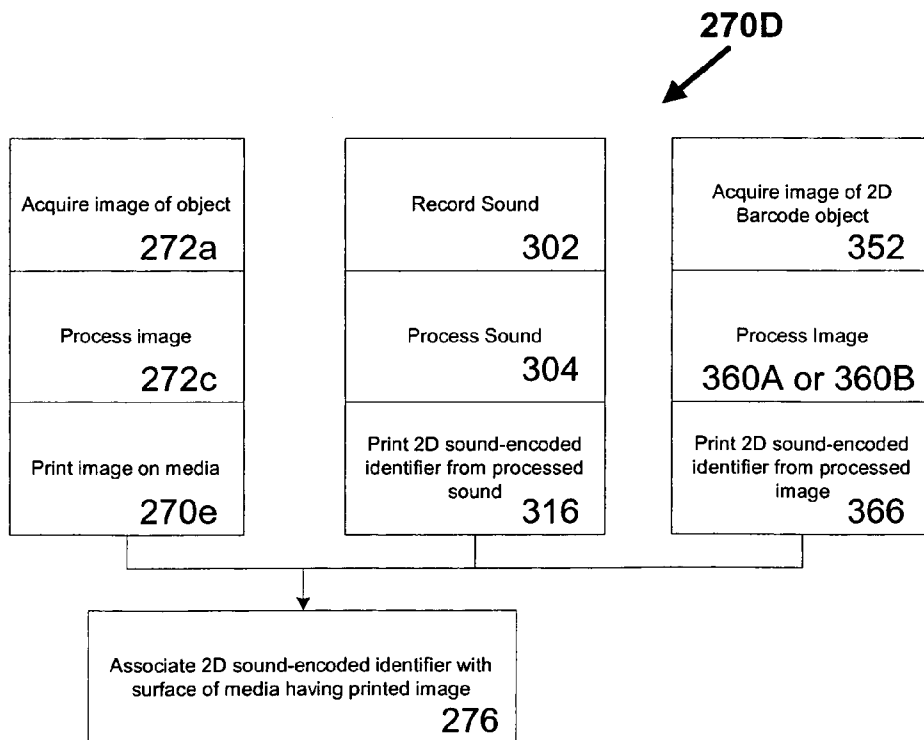 270D
Acquire image of object
272a
Process image
272c
Print image on media
270e
Record Sound
302
Process Sound
304
Print 2D sound-encoded
identifier from processed
sound
316
Acquire image of 2D
Barcode object
352
Process Image
360A or 360B
Print 2D sound-encoded
identifier from processed
image
366
Associate 2D sound-encoded identifier with
surface of media having printed image
276